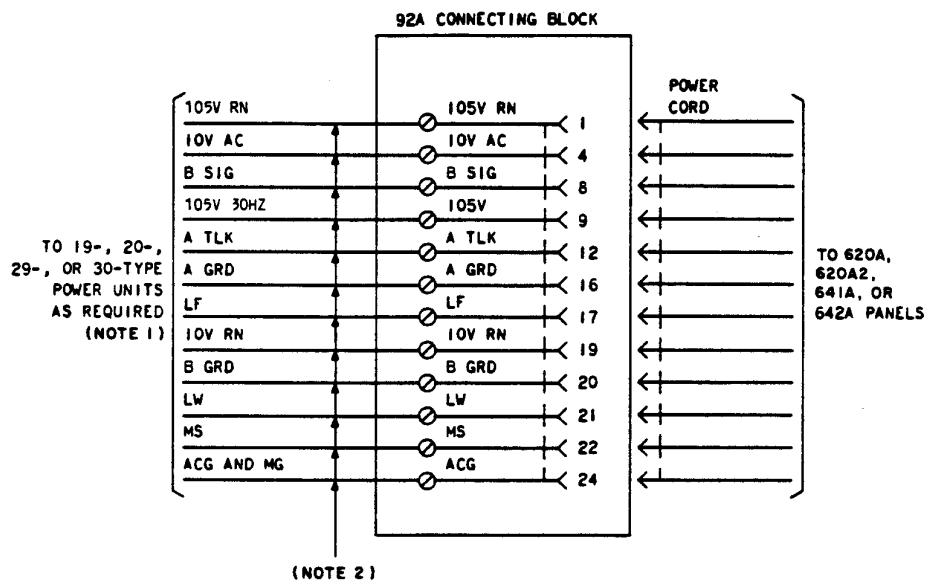 92A CONNECTING BLOCK
POWER
CORD
105V RN 105V RN 1
10V AC 10V AC 4
B SIG B SIG 8
105V 30HZ 105V 9
A TLK A TLK 12
A GRD A GRD 16
LF LF 17
10V RN 10V RN 19
B GRD B GRD 20
LW LW 21
MS MS 22
ACG AND MG ACG 24
TO 19-, 20-,
29-, OR 30-TYPE
POWER UNITS
AS REQUIRED
(NOTE 1)
TO 620A,
620A2,
641A, OR
642A PANELS
(NOTE 2)